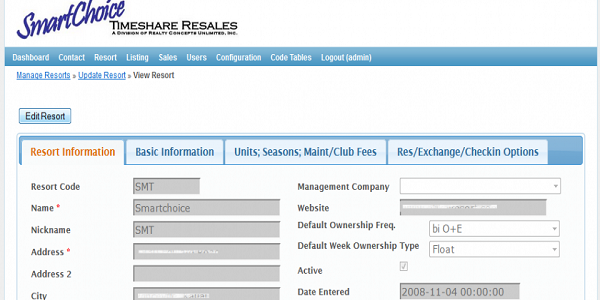 SmartChoice
TIMESHARE RESALES
A DIVISION OF REALTY CONCEPTS UNLIMITED, INC.
Dashboard Contact Resort Listing Sales Users Configuration Code Tables Logout (admin)
Manage Resorts » Update Resort » View Resort
Edit Resort
Resort Information Basic Information Units; Seasons; Maint/Club Fees Res/Exchange/Checkin Options
Resort Code SMT
Name * Smartchoice
Nickname SMT
Address *
Address 2
City
Management Company
Website
Default Ownership Freq. bi O+E
Default Week Ownership Type Float
Active
Date Entered 2008-11-04 00:00:00